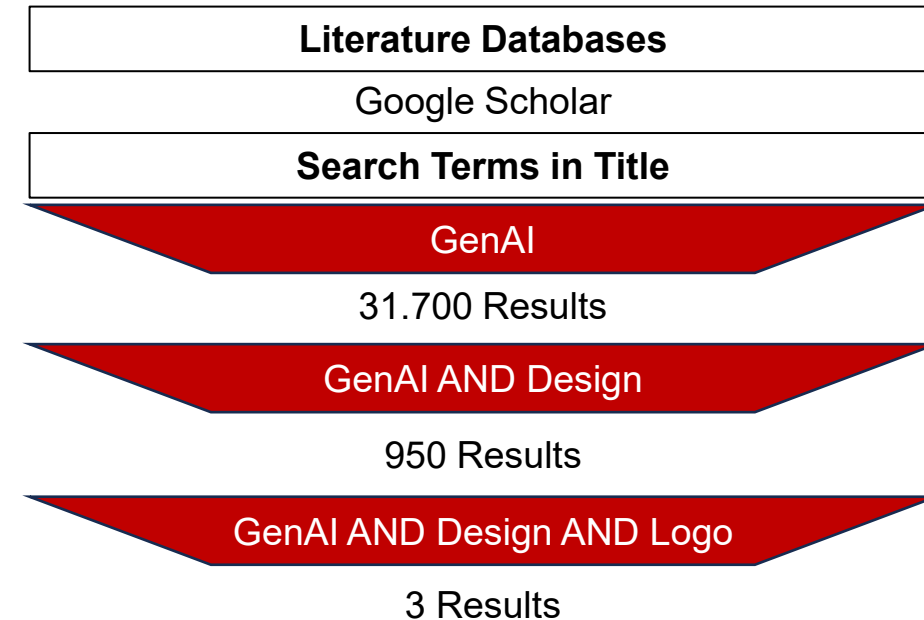 Literature Databases
Google Scholar
Search Terms in Title
GenAI
31.700 Results
GenAI AND Design
950 Results
GenAI AND Design AND Logo
3 Results